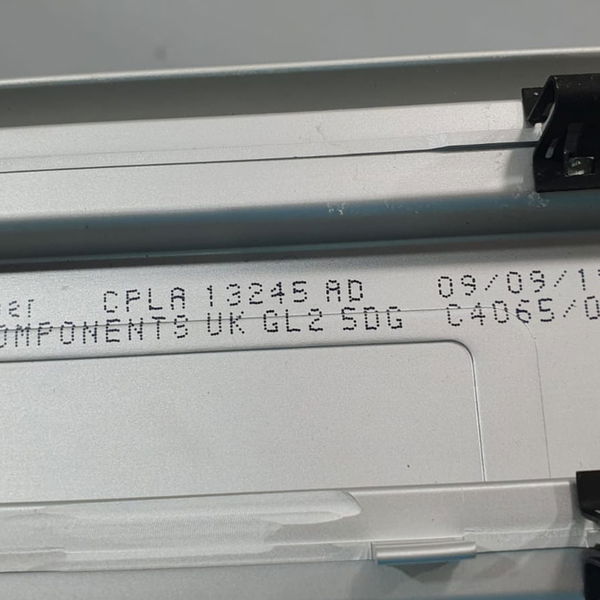 CPLA 13245 AD 09/09/1
OMPONENTS UK GL2 5DG C4065/0